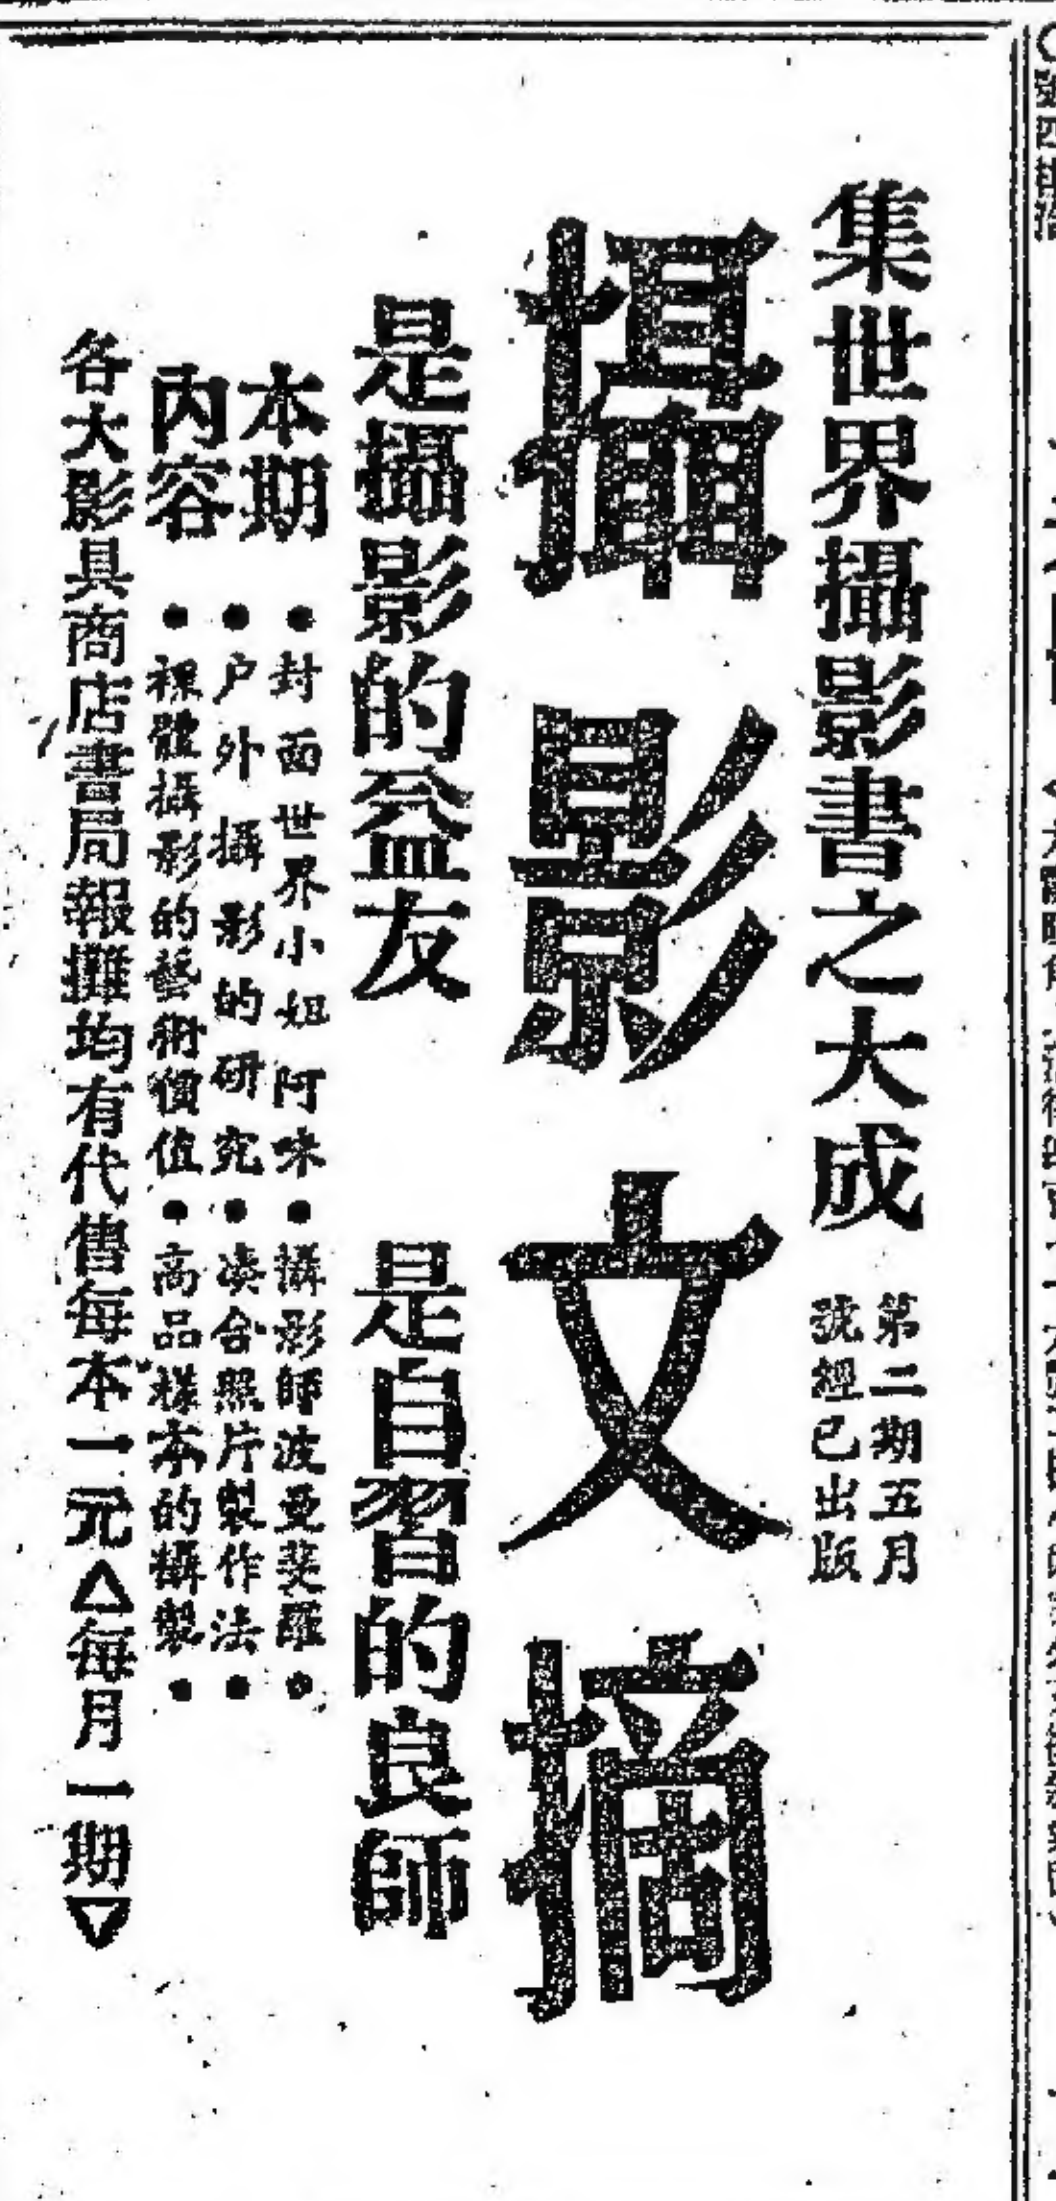 集世界攝影書之大成
第二期五月
號經已出版
攝影文摘
是攝影的益友 是自習的良師
本期
內容
●封面世界小姐阿咪●攝影師波曼斐羅●
●户外攝影的研究●湊合照片製作法●
●裸體攝影的藝術價值●商品樣本的攝製●
各大影具商店書局報攤均有代售每本一元△每月一期▽